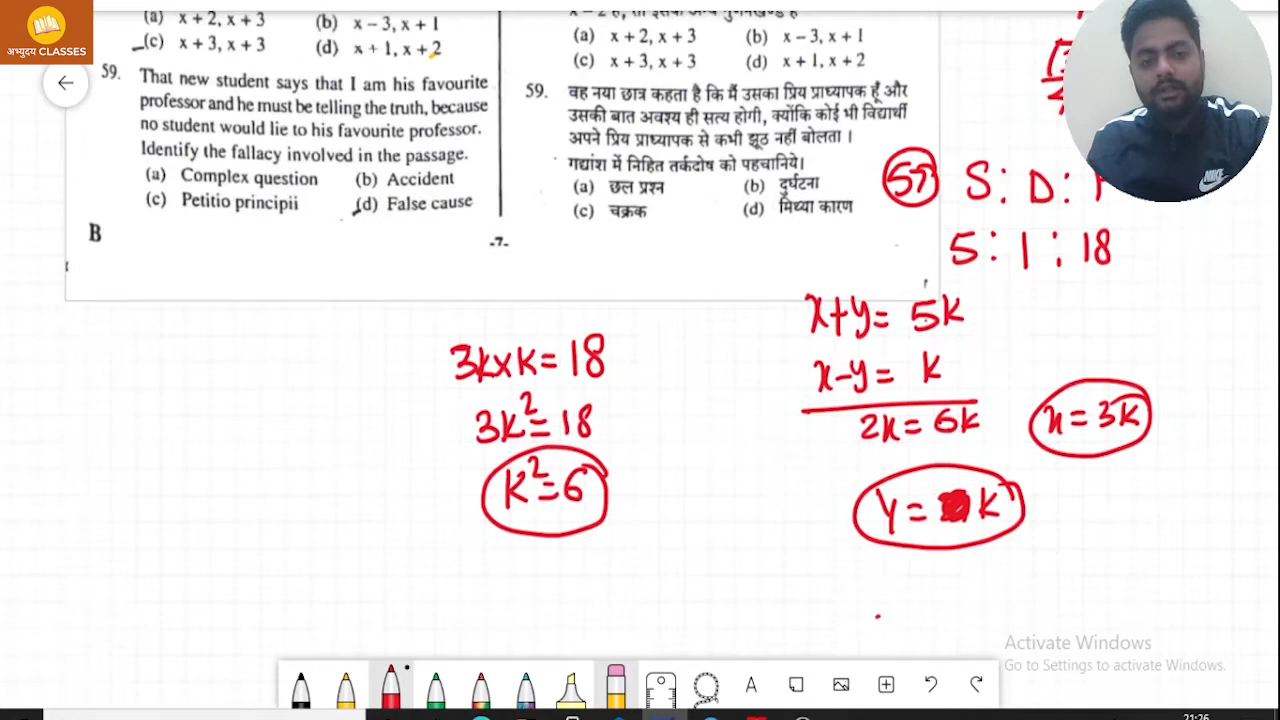 अभ्युदय CLASSES
(a) x + 2, x + 3 (b) x − 3, x + 1
(c) x + 3, x + 3 (d) x + 1, x + 2
59. That new student says that I am his favourite
professor and he must be telling the truth, because
no student would lie to his favourite professor.
Identify the fallacy involved in the passage.
(a) Complex question (b) Accident
(c) Petitio principii (d) False cause
B
-7-
(a) x + 2, x + 3 (b) x − 3, x + 1
(c) x + 3, x + 3 (d) x + 1, x + 2
59. वह नया छात्र कहता है कि मैं उसका प्रिय प्राध्यापक हूँ और
उसकी बात अवश्य ही सत्य होगी, क्योंकि कोई भी विद्यार्थी
अपने प्रिय प्राध्यापक से कभी झूठ नहीं बोलता ।
गद्यांश में निहित तर्कदोष को पहचानिये।
(a) छल प्रश्न (b) दुर्घटना
(c) चक्रक (d) मिथ्या कारण
57 S : D :
5 : 1 : 18
x+y = 5k
x-y = k
2x = 6k x = 3k
y = k
3k×k = 18
3k² = 18
k² = 6
NIKE
Activate Windows
Go to Settings to activate Windows.
A
21:26